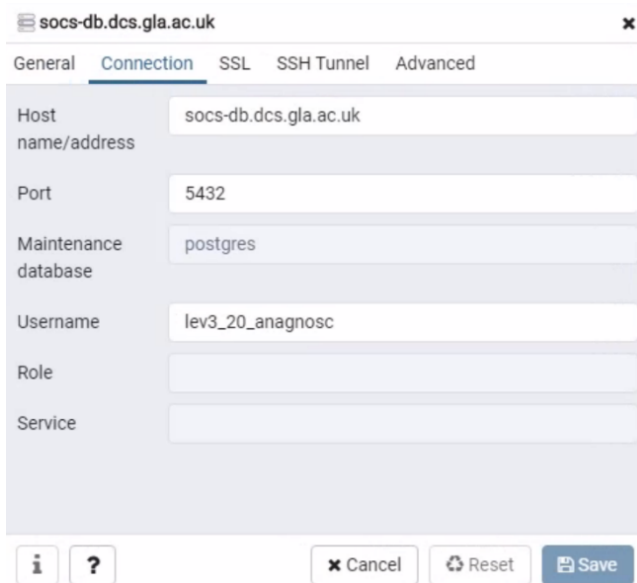 socs-db.dcs.gla.ac.uk
General Connection SSL SSH Tunnel Advanced
Host
name/address
socs-db.dcs.gla.ac.uk
Port 5432
Maintenance
database
postgres
Username lev3_20_anagnosc
Role
Service
i ? Cancel Reset Save